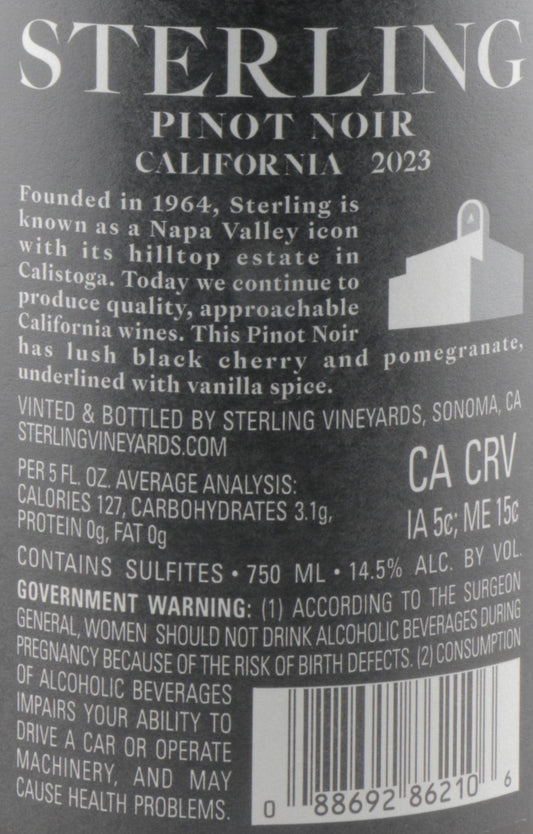 STERLING
PINOT NOIR
CALIFORNIA 2023
Founded in 1964, Sterling is
known as a Napa Valley icon
with its hilltop estate in
Calistoga. Today we continue to
produce quality, approachable
California wines. This Pinot Noir
has lush black cherry and pomegranate,
underlined with vanilla spice.
VINTED & BOTTLED BY STERLING VINEYARDS, SONOMA, CA
STERLINGVINEYARDS.COM
PER 5 FL. OZ. AVERAGE ANALYSIS:
CALORIES 127, CARBOHYDRATES 3.1g,
PROTEIN 0g, FAT 0g
CA CRV
IA 5¢; ME 15¢
CONTAINS SULFITES • 750 ML • 14.5% ALC. BY VOL.
GOVERNMENT WARNING: (1) ACCORDING TO THE SURGEON
GENERAL, WOMEN SHOULD NOT DRINK ALCOHOLIC BEVERAGES DURING
PREGNANCY BECAUSE OF THE RISK OF BIRTH DEFECTS. (2) CONSUMPTION
OF ALCOHOLIC BEVERAGES
IMPAIRS YOUR ABILITY TO
DRIVE A CAR OR OPERATE
MACHINERY, AND MAY
CAUSE HEALTH PROBLEMS.
0 88692 86210 6